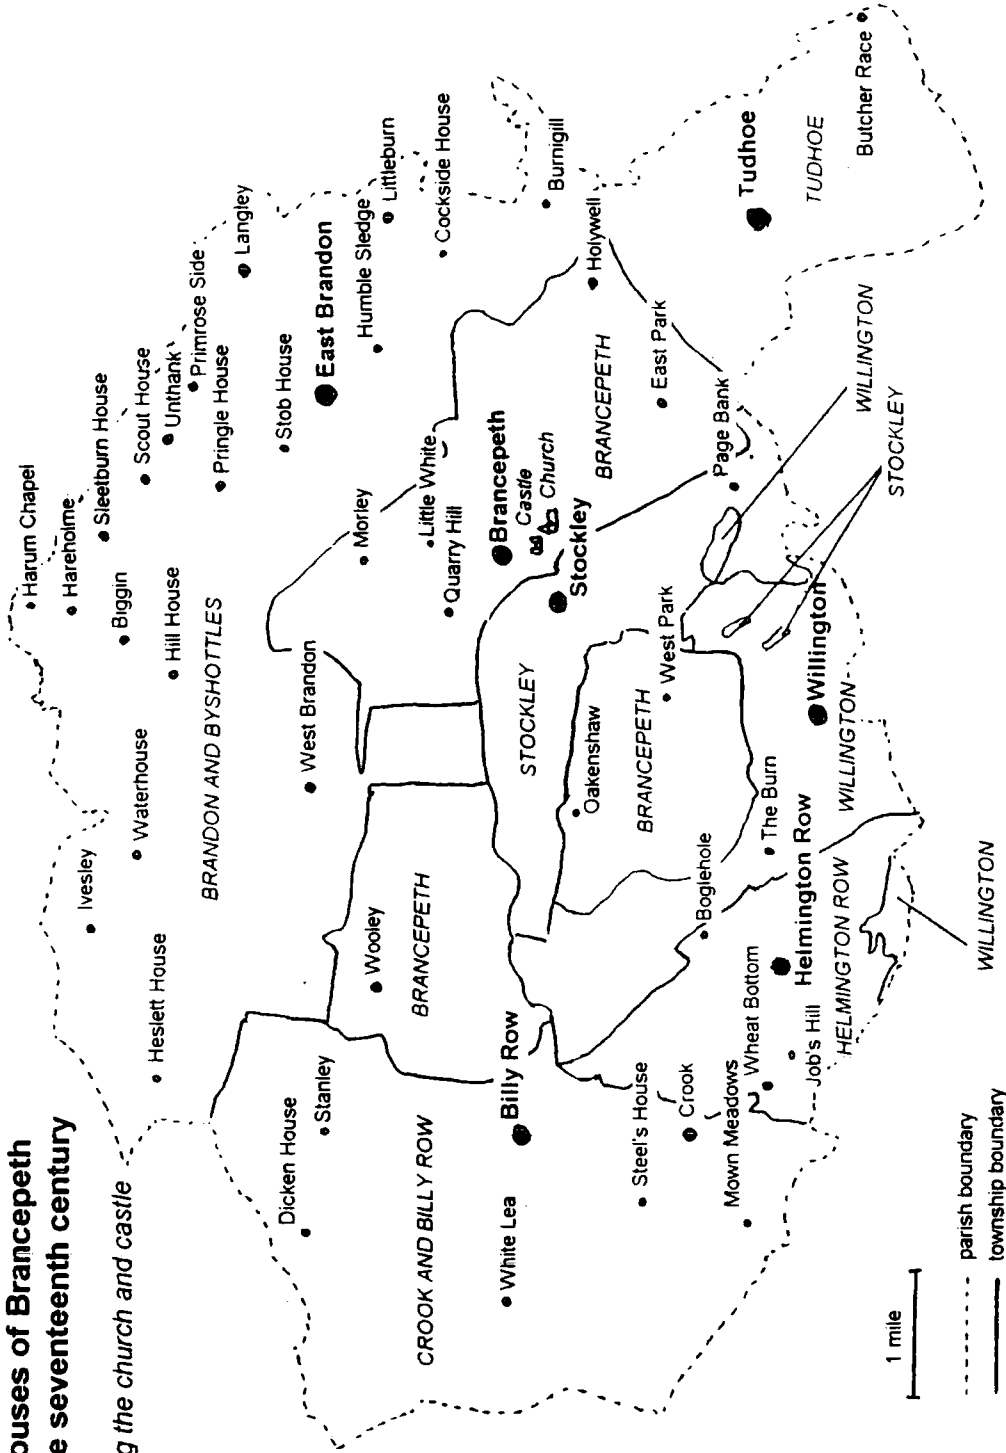 ouses of Brancepeth
e seventeenth century
g the church and castle
Harum Chapel
Hareholme
Sleetburn House
Scout House
Unthank
Primrose Side
Langley
Biggin
Hill House
Pringle House
Stob House
East Brandon
Humble Sledge
Littleburn
Cockside House
Burnigill
Ivesley
Waterhouse
BRANDON AND BYSHOTTLES
Heslett House
West Brandon
Morley
Little White
Quarry Hill
Brancepeth
Castle
Church
Holywell
BRANCEPETH
Stockley
East Park
Page Bank
Tudhoe
TUDHOE
Butcher Race
WILLINGTON
STOCKLEY
Dicken House
Stanley
Wooley
BRANCEPETH
STOCKLEY
Oakenshaw
BRANCEPETH
West Park
Willington
WILLINGTON
The Burn
Boglehole
CROOK AND BILLY ROW
Billy Row
White Lea
Steel's House
Crook
Mown Meadows
Wheat Bottom
Job's Hill
Helmington Row
HELMINGTON ROW
WILLINGTON
1 mile
parish boundary
township boundary